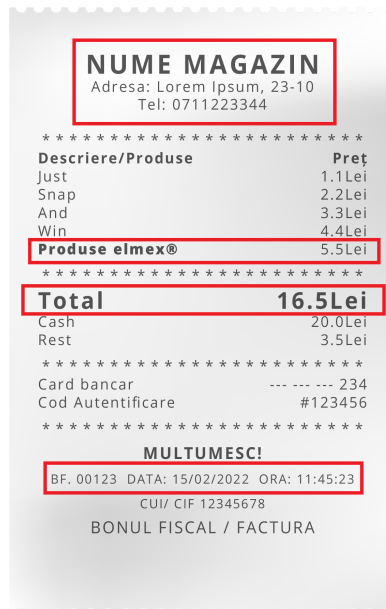 NUME MAGAZIN
Adresa: Lorem Ipsum, 23-10
Tel: 0711223344
* * * * * * * * * * * * * * * * * * * * * * * *
Descriere/Produse Preț
Just 1.1Lei
Snap 2.2Lei
And 3.3Lei
Win 4.4Lei
Produse elmex® 5.5Lei
* * * * * * * * * * * * * * * * * * * * * * * *
Total 16.5Lei
Cash 20.0Lei
Rest 3.5Lei
* * * * * * * * * * * * * * * * * * * * * * * *
Card bancar --- --- --- 234
Cod Autentificare #123456
* * * * * * * * * * * * * * * * * * * * * * * *
MULTUMESC!
BF. 00123 DATA: 15/02/2022 ORA: 11:45:23
CUI/ CIF 12345678
BONUL FISCAL / FACTURA